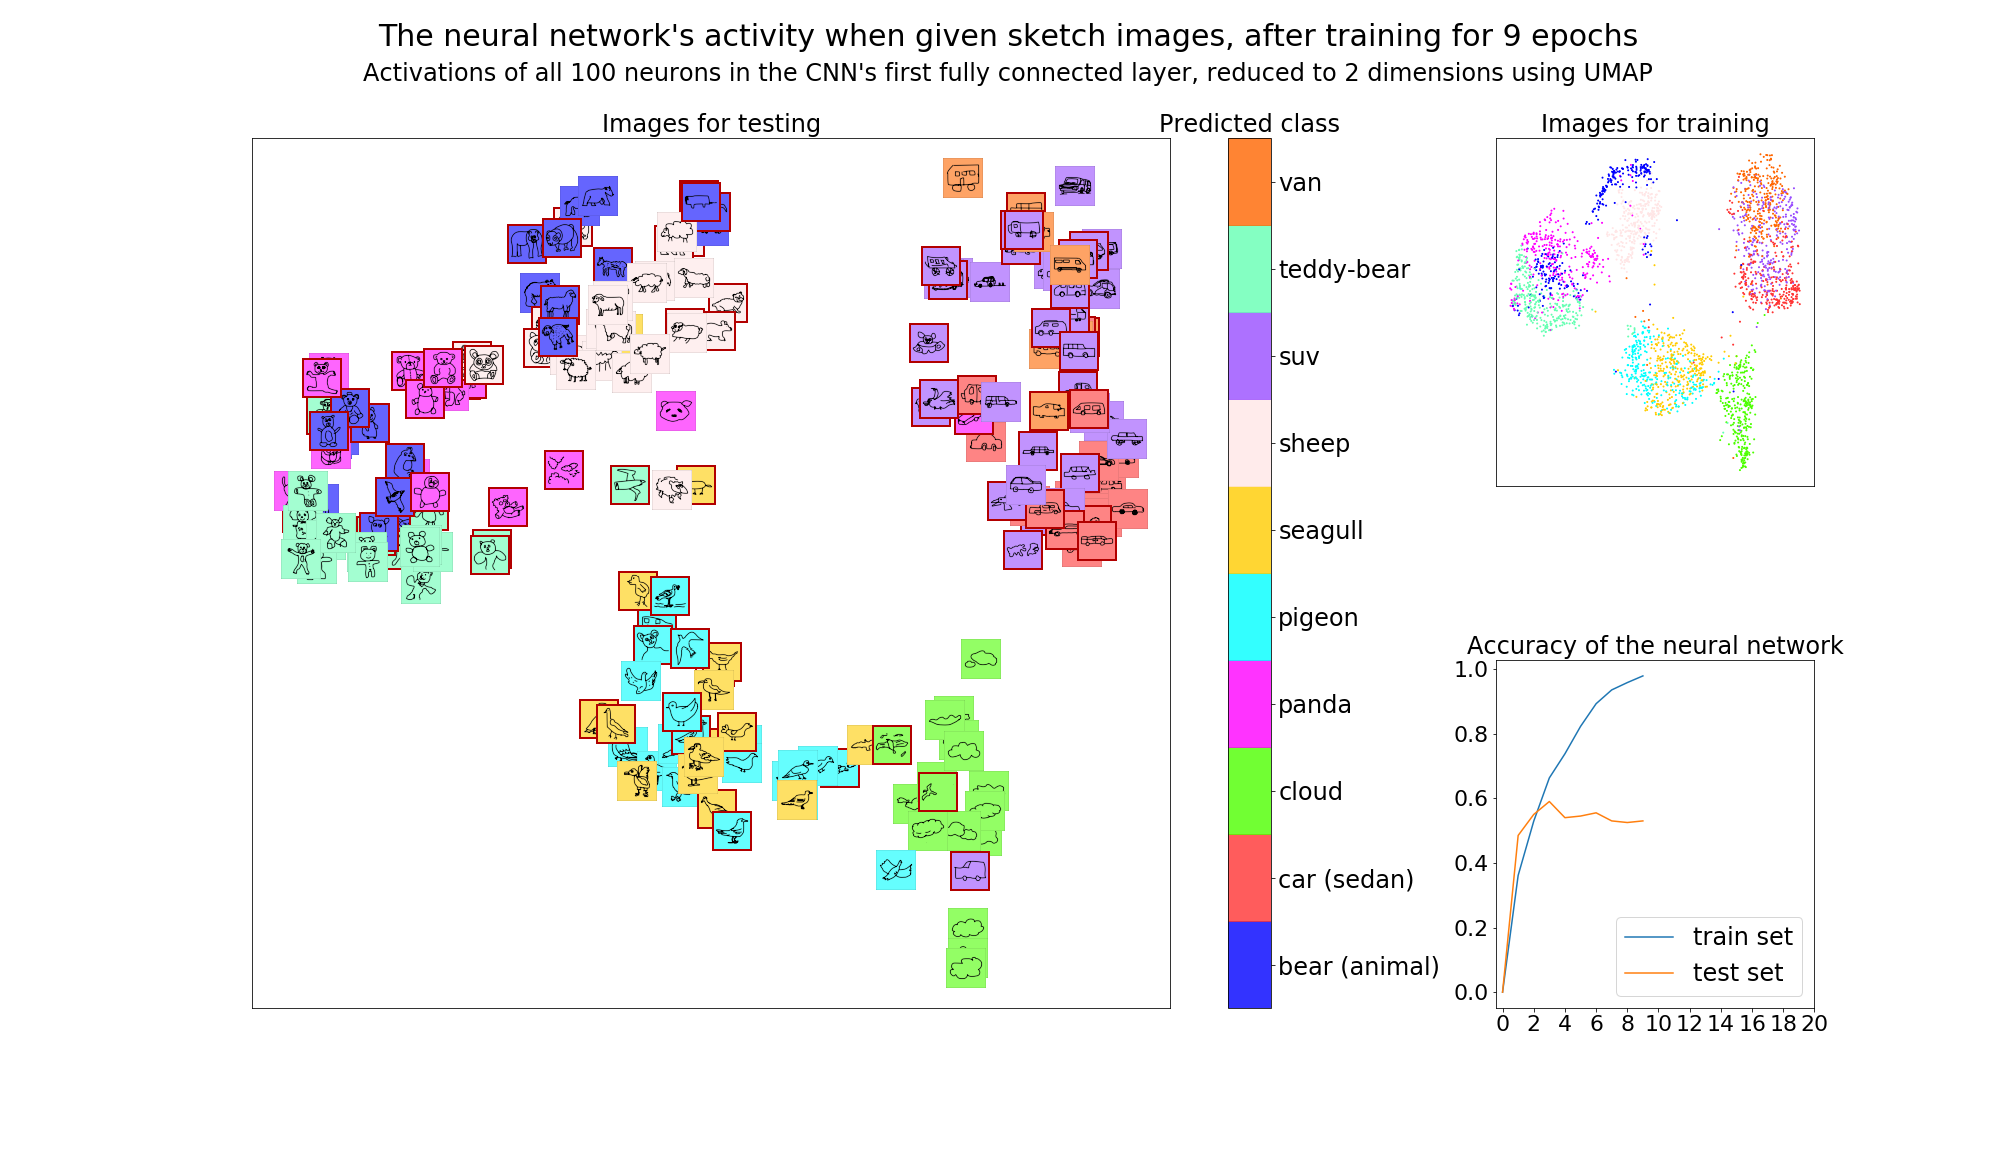 The neural network's activity when given sketch images, after training for 9 epochs
Activations of all 100 neurons in the CNN's first fully connected layer, reduced to 2 dimensions using UMAP
Images for testing
Predicted class
van
teddy-bear
suv
sheep
seagull
pigeon
panda
cloud
car (sedan)
bear (animal)
Images for training
Accuracy of the neural network
1.0
0.8
0.6
0.4
0.2
0.0
train set
test set
0 2 4 6 8 10 12 14 16 18 20